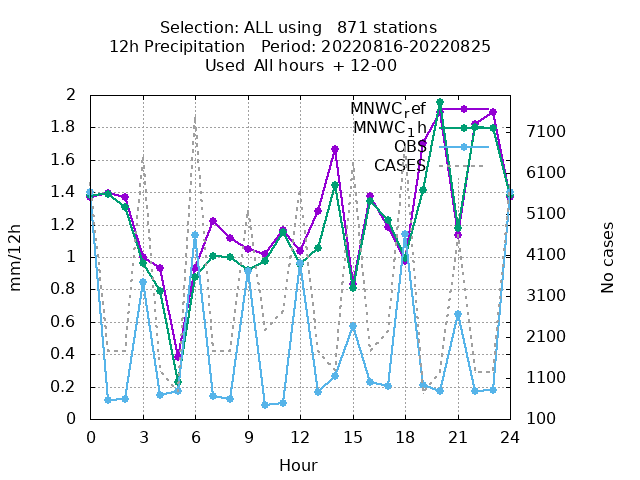 Selection: ALL using   871 stations
12h Precipitation   Period: 20220816-20220825
Used  All hours  + 12-00
MNWC_ref
MNWC_1h
OBS
CASES
2
1.8
1.6
1.4
1.2
1
0.8
0.6
0.4
0.2
0
7100
6100
5100
4100
3100
2100
1100
100
mm/12h
No cases
0 3 6 9 12 15 18 21 24
Hour